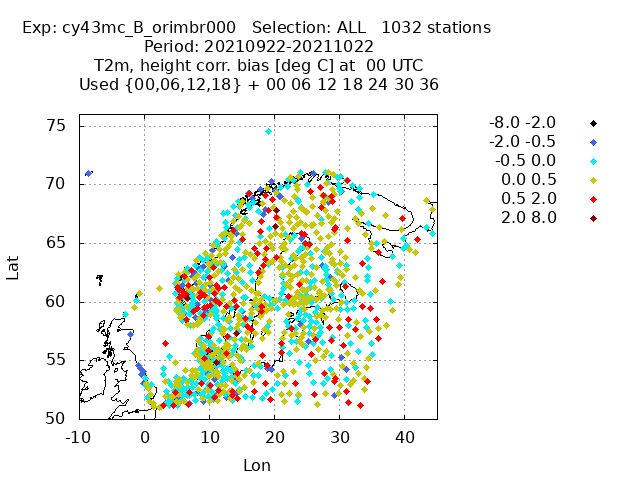 Exp: cy43mc_B_orimbr000   Selection: ALL   1032 stations
Period: 20210922-20211022
T2m, height corr. bias [deg C] at  00 UTC
Used {00,06,12,18} + 00 06 12 18 24 30 36
75
70
65
60
55
50
-10 0 10 20 30 40
Lat
Lon
-8.0 -2.0
-2.0 -0.5
-0.5 0.0
0.0 0.5
0.5 2.0
2.0 8.0